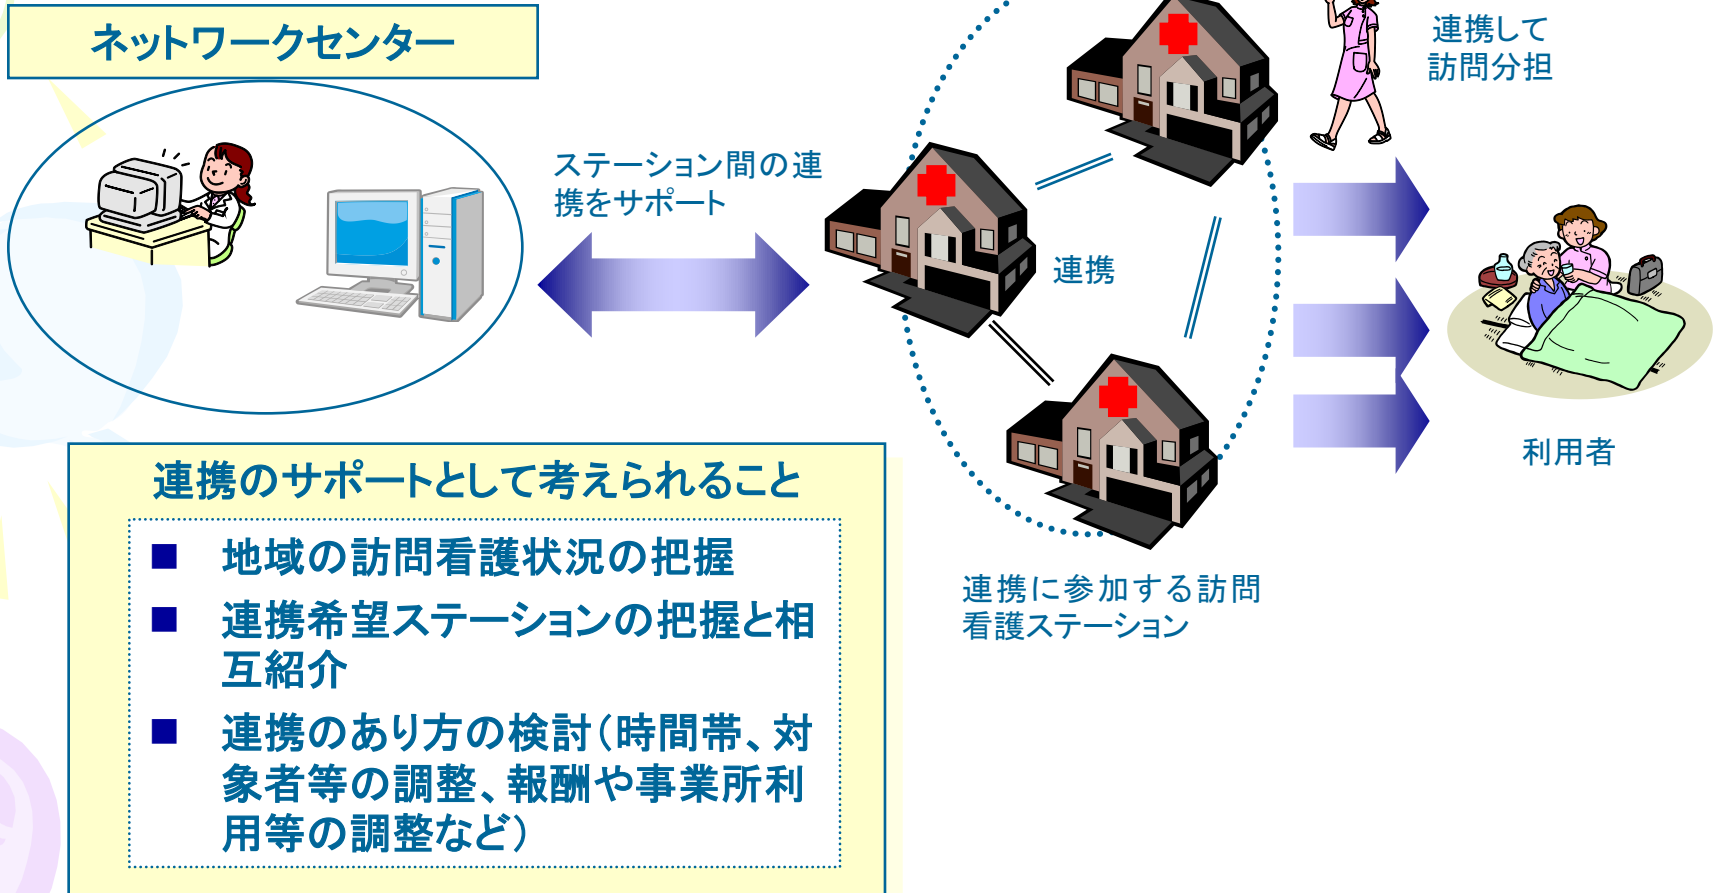 ネットワークセンター
連携して
訪問分担
ステーション間の連
携をサポート
連携
利用者
連携に参加する訪問
看護ステーション
連携のサポートとして考えられること
■ 地域の訪問看護状況の把握
■ 連携希望ステーションの把握と相
互紹介
■ 連携のあり方の検討（時間帯、対
象者等の調整、報酬や事業所利
用等の調整など）